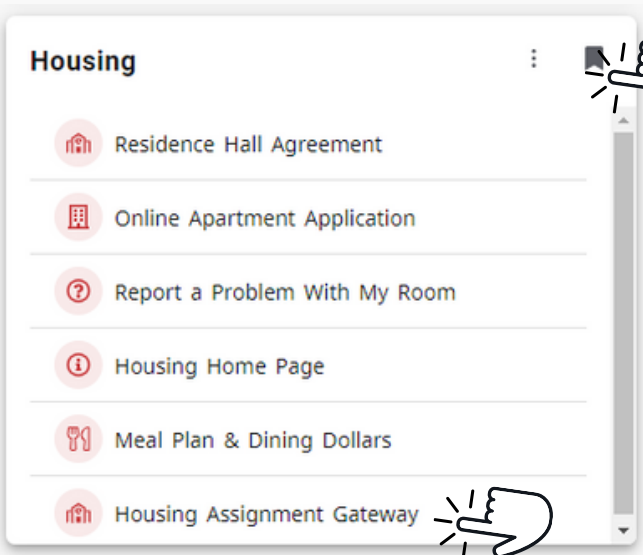 Housing
Residence Hall Agreement
Online Apartment Application
Report a Problem With My Room
Housing Home Page
Meal Plan & Dining Dollars
Housing Assignment Gateway